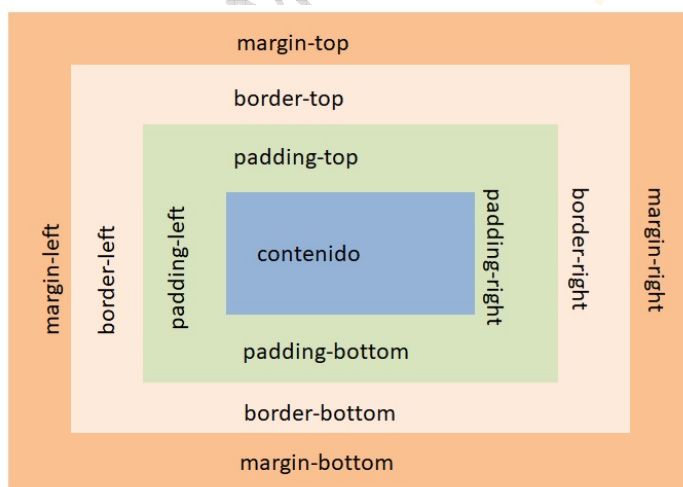 margin-top
border-top
padding-top
margin-left
border-left
padding-left
contenido
padding-right
border-right
margin-right
padding-bottom
border-bottom
margin-bottom